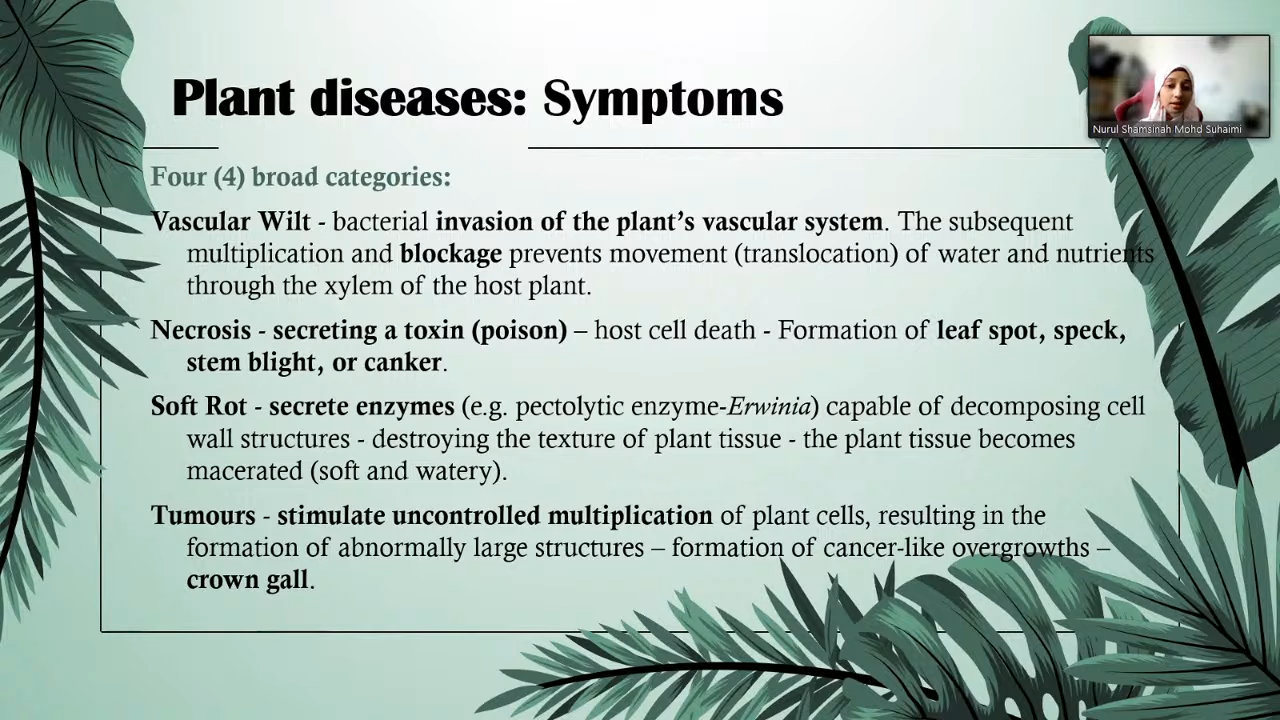 Plant diseases: Symptoms
Nurul Shamsinah Mohd Suhaimi
Four (4) broad categories:
Vascular Wilt - bacterial invasion of the plant’s vascular system. The subsequent
multiplication and blockage prevents movement (translocation) of water and nutrients
through the xylem of the host plant.
Necrosis - secreting a toxin (poison) – host cell death - Formation of leaf spot, speck,
stem blight, or canker.
Soft Rot - secrete enzymes (e.g. pectolytic enzyme-Erwinia) capable of decomposing cell
wall structures - destroying the texture of plant tissue - the plant tissue becomes
macerated (soft and watery).
Tumours - stimulate uncontrolled multiplication of plant cells, resulting in the
formation of abnormally large structures – formation of cancer-like overgrowths –
crown gall.